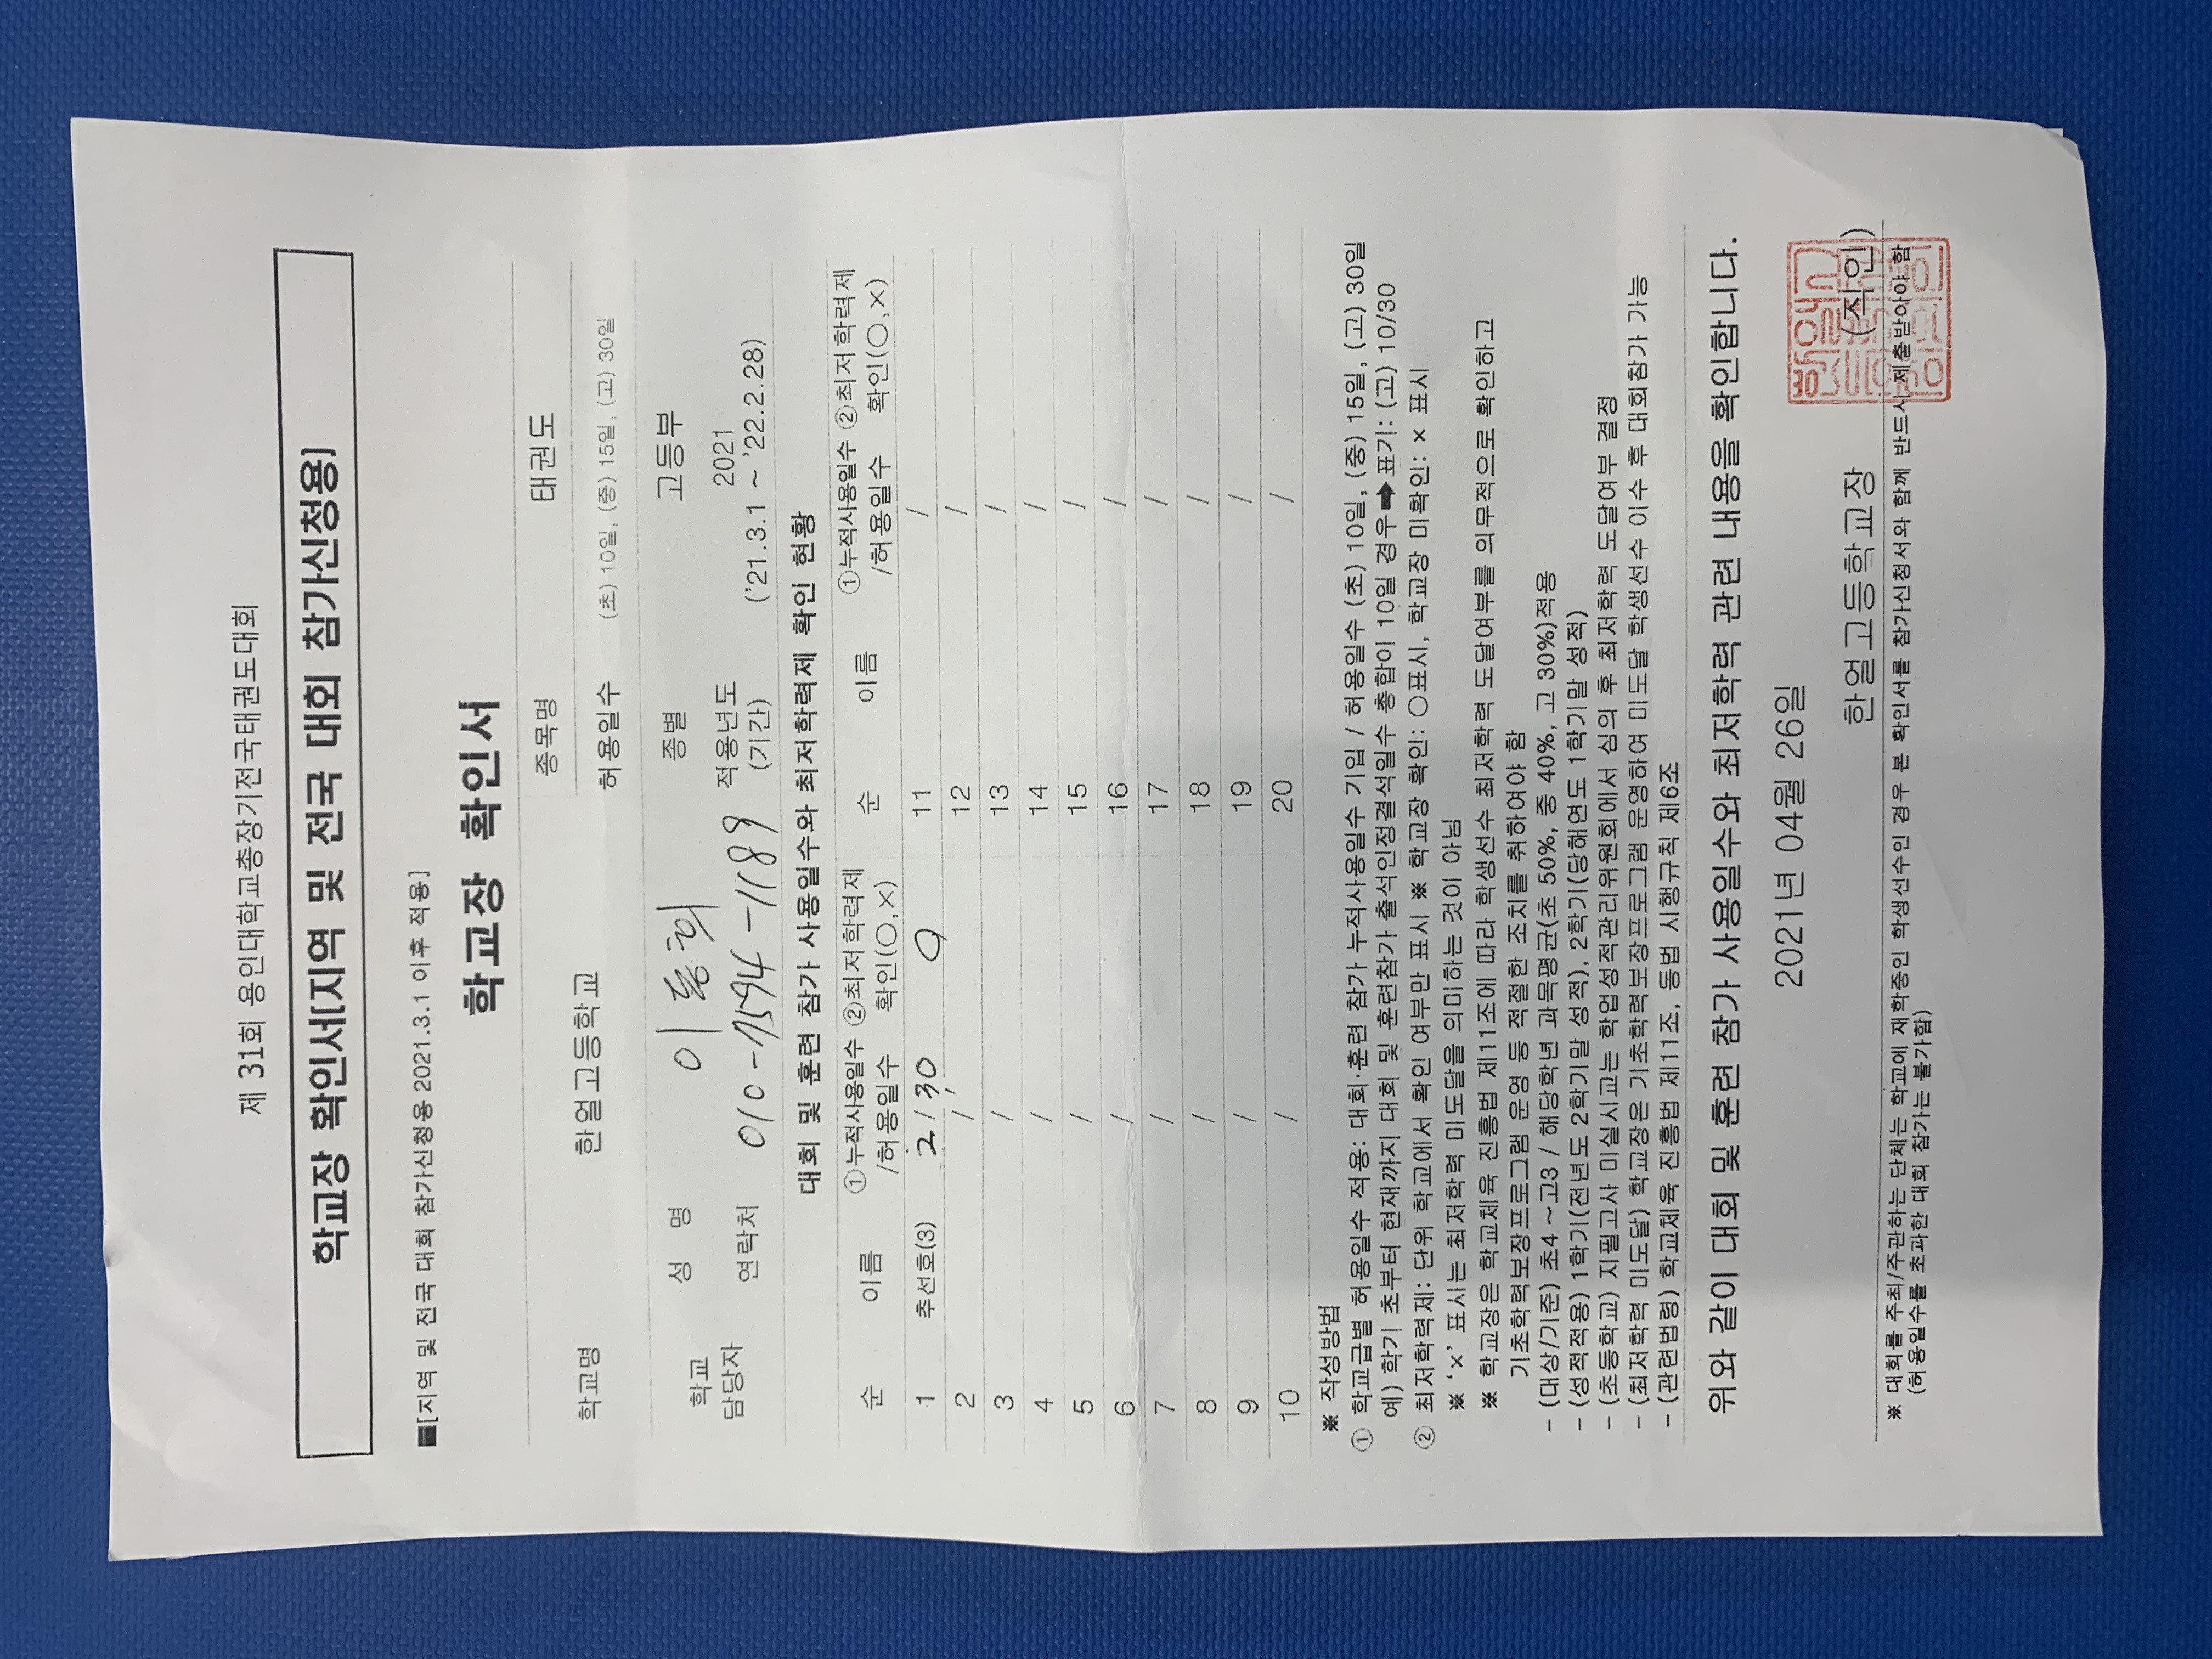 제 31회 용인대학교총장기전국태권도대회
학교장 확인서[지역 및 전국 대회 참가신청용]
■[지역 및 전국 대회 참가신청용 2021.3.1 이후 적용]
학교장 확인서
학교명 한얼고등학교 종목명 태권도
허용일수 (초) 10일, (중) 15일, (고) 30일
학교 담당자 성 명 이 동희 종별 고등부
연락처 010-7594-1189 적용년도 (기간) 2021 ('21.3.1 ~ '22.2.28)
대회 및 훈련 참가 사용일수와 최저학력제 확인 현황
순 이름 ①누적사용일수 /허용일수 ②최저학력제 확인(○,×) 순 이름 ①누적사용일수 /허용일수 ②최저학력제 확인(○,×)
1 추선호(3) 2/30 O 11 /
2 / 12 /
3 / 13 /
4 / 14 /
5 / 15 /
6 / 16 /
7 / 17 /
8 / 18 /
9 / 19 /
10 / 20 /
※ 작성방법
① 학교급별 허용일수 적용: 대회·훈련 참가 누적사용일수 기입 / 허용일수 (초) 10일, (중) 15일, (고) 30일
예) 학기 초부터 현재까지 대회 및 훈련참가 출석인정결석일수 총합이 10일 경우➡표기: (고) 10/30
② 최저학력제: 단위 학교에서 확인 여부만 표시 ※ 학교장 확인: ○표시, 학교장 미확인: × 표시
※ '×' 표시는 최저학력 미도달을 의미하는 것이 아님
※ 학교장은 학교체육 진흥법 제11조에 따라 학생선수 최저학력 도달여부를 의무적으로 확인하고
기초학력보장프로그램 운영 등 적절한 조치를 취하여야 함
- (대상/기준) 초4 ~ 고3 / 해당학년 과목평균(초 50%, 중 40%, 고 30%)적용
- (성적적용) 1학기(전년도 2학기말 성적), 2학기(당해연도 1학기말 성적)
- (초등학교) 지필고사 미실시교는 학업성적관리위원회에서 심의 후 최저학력 도달여부 결정
- (최저학력 미도달) 학교장은 기초학력보장프로그램 운영하여 미도달 학생선수 이수 후 대회참가 가능
- (관련법령) 학교체육 진흥법 제11조, 동법 시행규칙 제6조
위와 같이 대회 및 훈련 참가 사용일수와 최저학력 관련 내용을 확인합니다.
2021년 04월 26일
한얼고등학교장 (직인)
※ 대회를 주최/주관하는 단체는 학교에 재학중인 학생선수인 경우 본 확인서를 참가신청서와 함께 반드시 제출받아야 함
(허용일수를 초과한 대회 참가는 불가함)